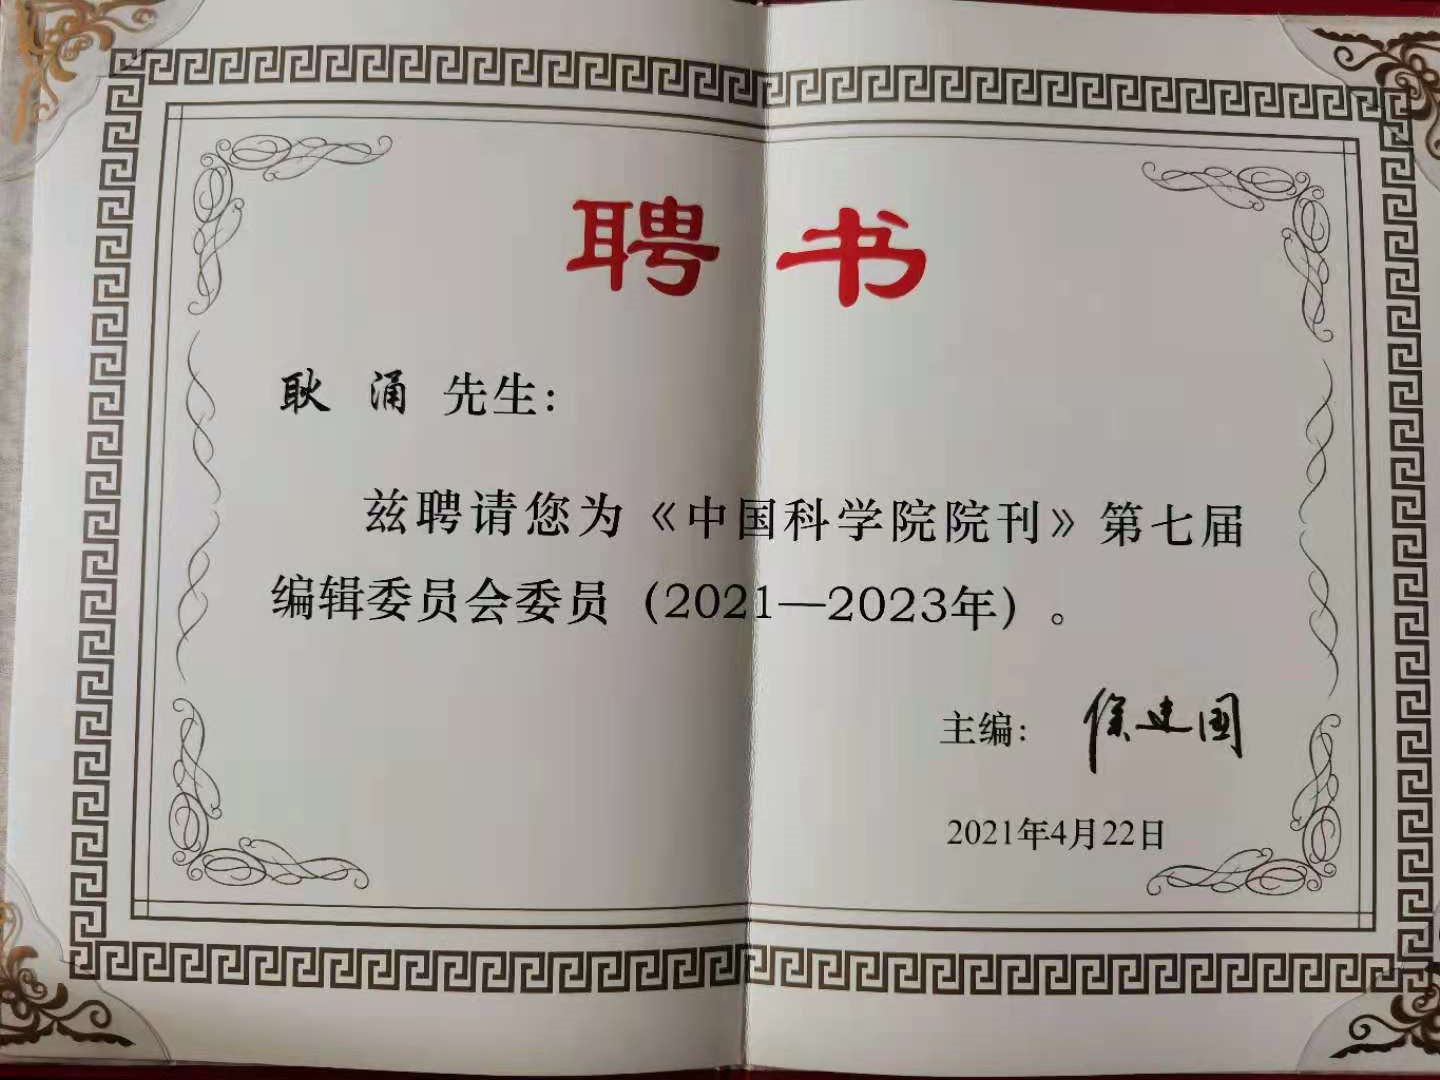 聘书
耿涌先生：
兹聘请您为《中国科学院院刊》第七届
编辑委员会委员（2021—2023年）。
主编：侯建国
2021年4月22日